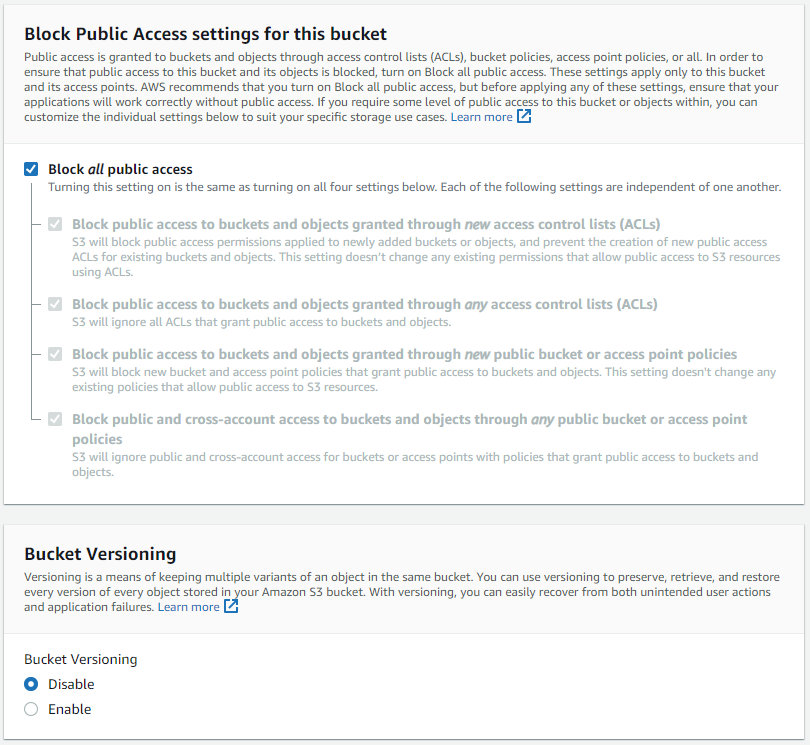 Block Public Access settings for this bucket
Public access is granted to buckets and objects through access control lists (ACLs), bucket policies, access point policies, or all. In order to
ensure that public access to this bucket and its objects is blocked, turn on Block all public access. These settings apply only to this bucket
and its access points. AWS recommends that you turn on Block all public access, but before applying any of these settings, ensure that your
applications will work correctly without public access. If you require some level of public access to this bucket or objects within, you can
customize the individual settings below to suit your specific storage use cases. Learn more
Block all public access
Turning this setting on is the same as turning on all four settings below. Each of the following settings are independent of one another.
Block public access to buckets and objects granted through new access control lists (ACLs)
S3 will block public access permissions applied to newly added buckets or objects, and prevent the creation of new public access
ACLs for existing buckets and objects. This setting doesn't change any existing permissions that allow public access to S3 resources
using ACLs.
Block public access to buckets and objects granted through any access control lists (ACLs)
S3 will ignore all ACLs that grant public access to buckets and objects.
Block public access to buckets and objects granted through new public bucket or access point policies
S3 will block new bucket and access point policies that grant public access to buckets and objects. This setting doesn't change any
existing policies that allow public access to S3 resources.
Block public and cross-account access to buckets and objects through any public bucket or access point
policies
S3 will ignore public and cross-account access for buckets or access points with policies that grant public access to buckets and
objects.
Bucket Versioning
Versioning is a means of keeping multiple variants of an object in the same bucket. You can use versioning to preserve, retrieve, and restore
every version of every object stored in your Amazon S3 bucket. With versioning, you can easily recover from both unintended user actions
and application failures. Learn more
Bucket Versioning
Disable
Enable